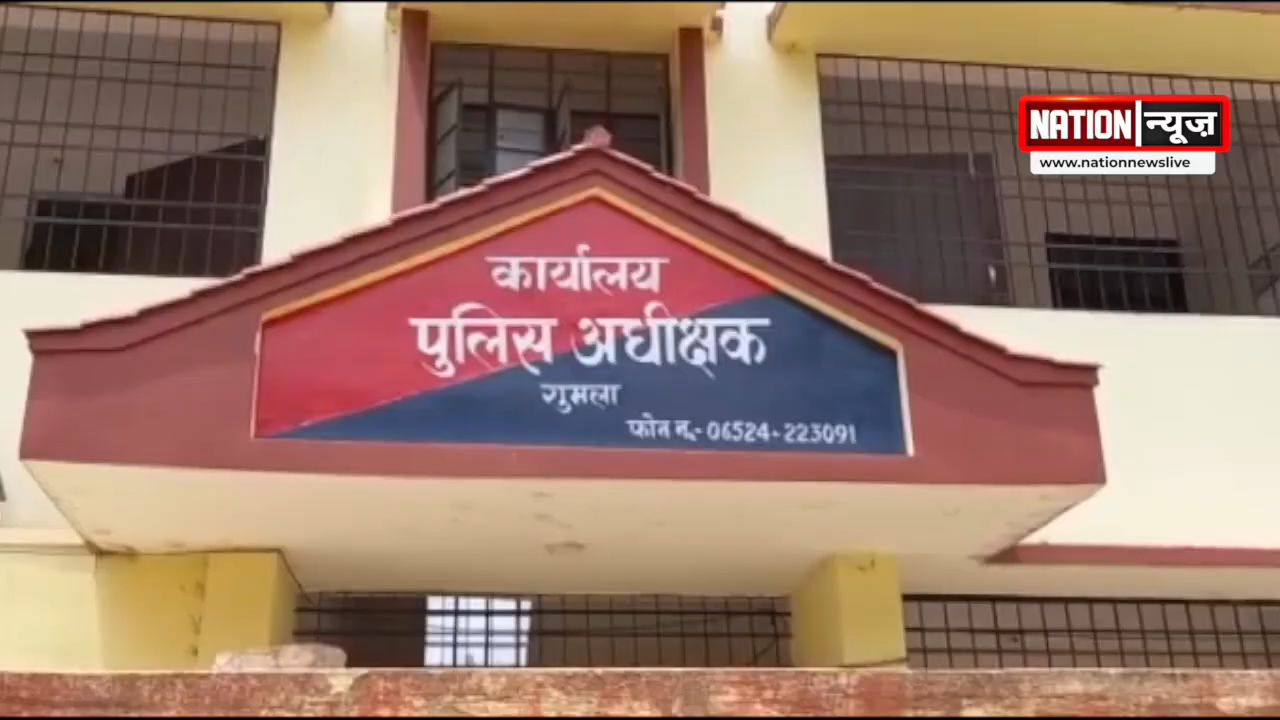 NATION न्यूज़
www.nationnewslive
कार्यालय
पुलिस अधीक्षक
गुमला
फोन न.- 06524-223091